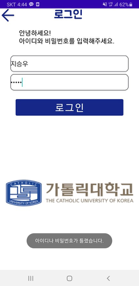 SKT 4:44
83%
로그인
안녕하세요!
아이디와 비밀번호를 입력해주세요.
지승우
•••••
로그인
가톨릭대학교
THE CATHOLIC UNIVERSITY OF KOREA
아이디나 비밀번호가 틀렸습니다.